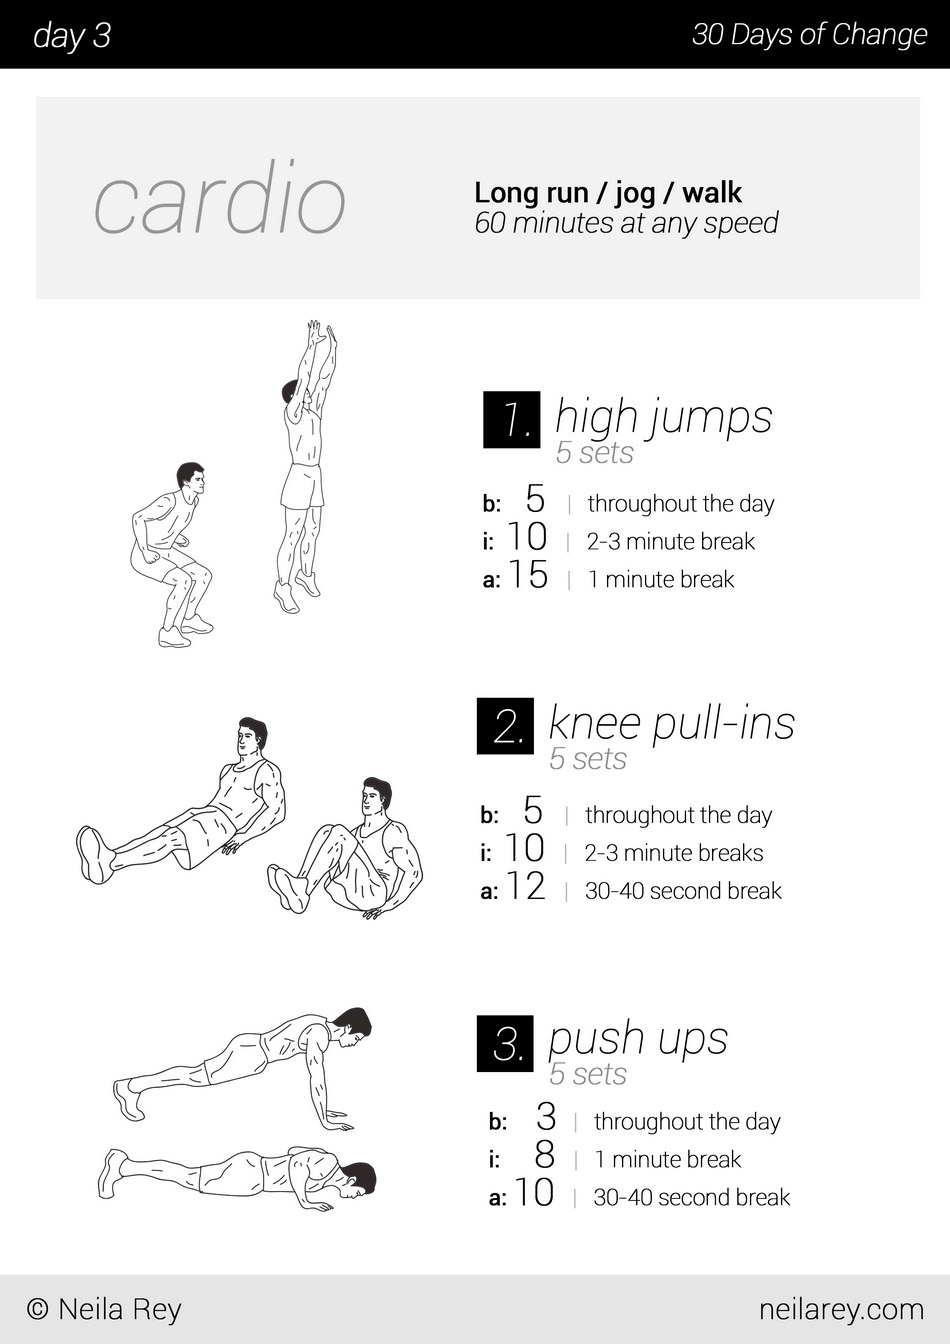 day 3
30 Days of Change
cardio
Long run / jog / walk
60 minutes at any speed
1. high jumps
5 sets
b: 5 | throughout the day
i: 10 | 2-3 minute break
a: 15 | 1 minute break
2. knee pull-ins
5 sets
b: 5 | throughout the day
i: 10 | 2-3 minute breaks
a: 12 | 30-40 second break
3. push ups
5 sets
b: 3 | throughout the day
i: 8 | 1 minute break
a: 10 | 30-40 second break
© Neila Rey
neilarey.com